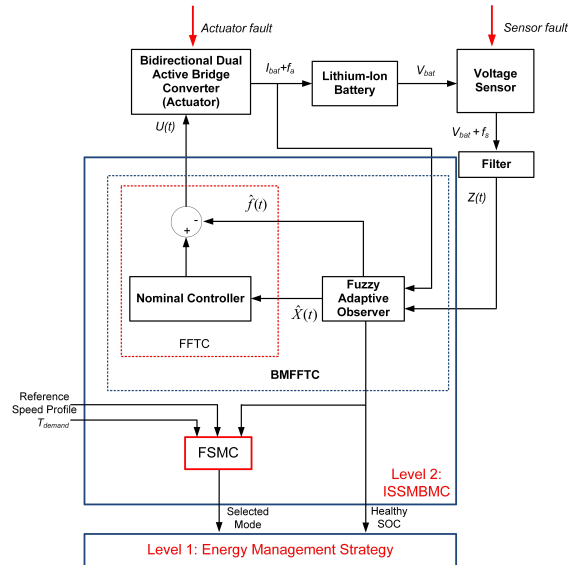 Actuator fault
Sensor fault
Bidirectional Dual
Active Bridge
Converter
(Actuator)
I_bat+f_a
Lithium-Ion
Battery
V_bat
Voltage
Sensor
U(t)
V_bat + f_s
Filter
Z(t)
f̂(t)
-
+
Nominal Controller
X̂(t)
Fuzzy
Adaptive
Observer
FFTC
BMFFTC
Reference
Speed Profile
T_demand
FSMC
Level 2:
ISSMBMC
Selected
Mode
Healthy
SOC
Level 1: Energy Management Strategy